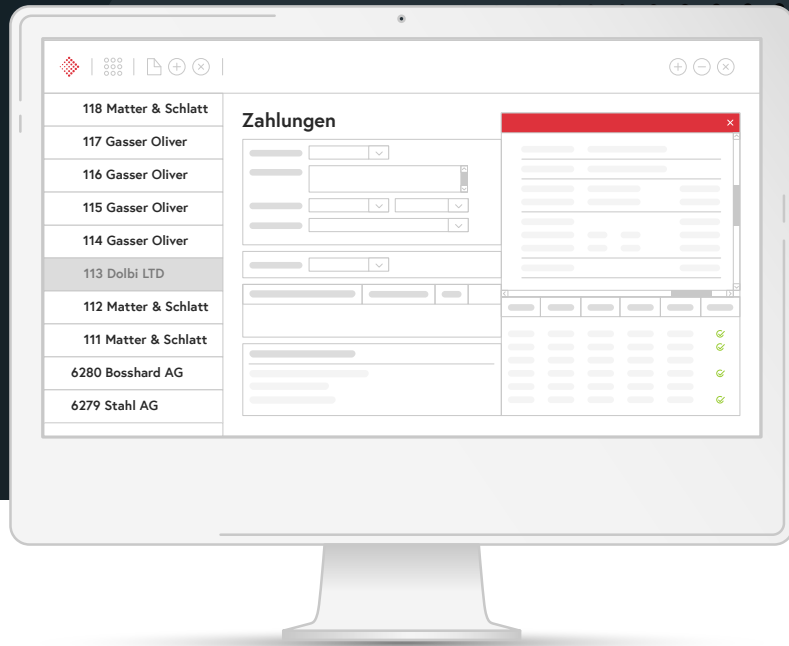 118 Matter & Schlatt
117 Gasser Oliver
116 Gasser Oliver
115 Gasser Oliver
114 Gasser Oliver
113 Dolbi LTD
112 Matter & Schlatt
111 Matter & Schlatt
6280 Bosshard AG
6279 Stahl AG
Zahlungen